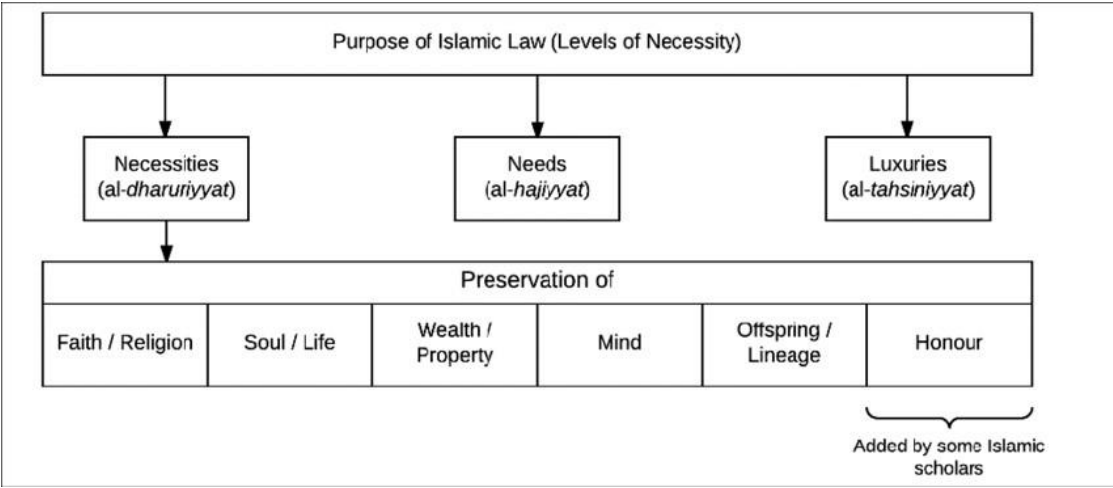 Purpose of Islamic Law (Levels of Necessity)
Necessities
(al-dharuriyyat)
Needs
(al-hajiyyat)
Luxuries
(al-tahsiniyyat)
Preservation of
Faith / Religion
Soul / Life
Wealth /
Property
Mind
Offspring /
Lineage
Honour
Added by some Islamic
scholars